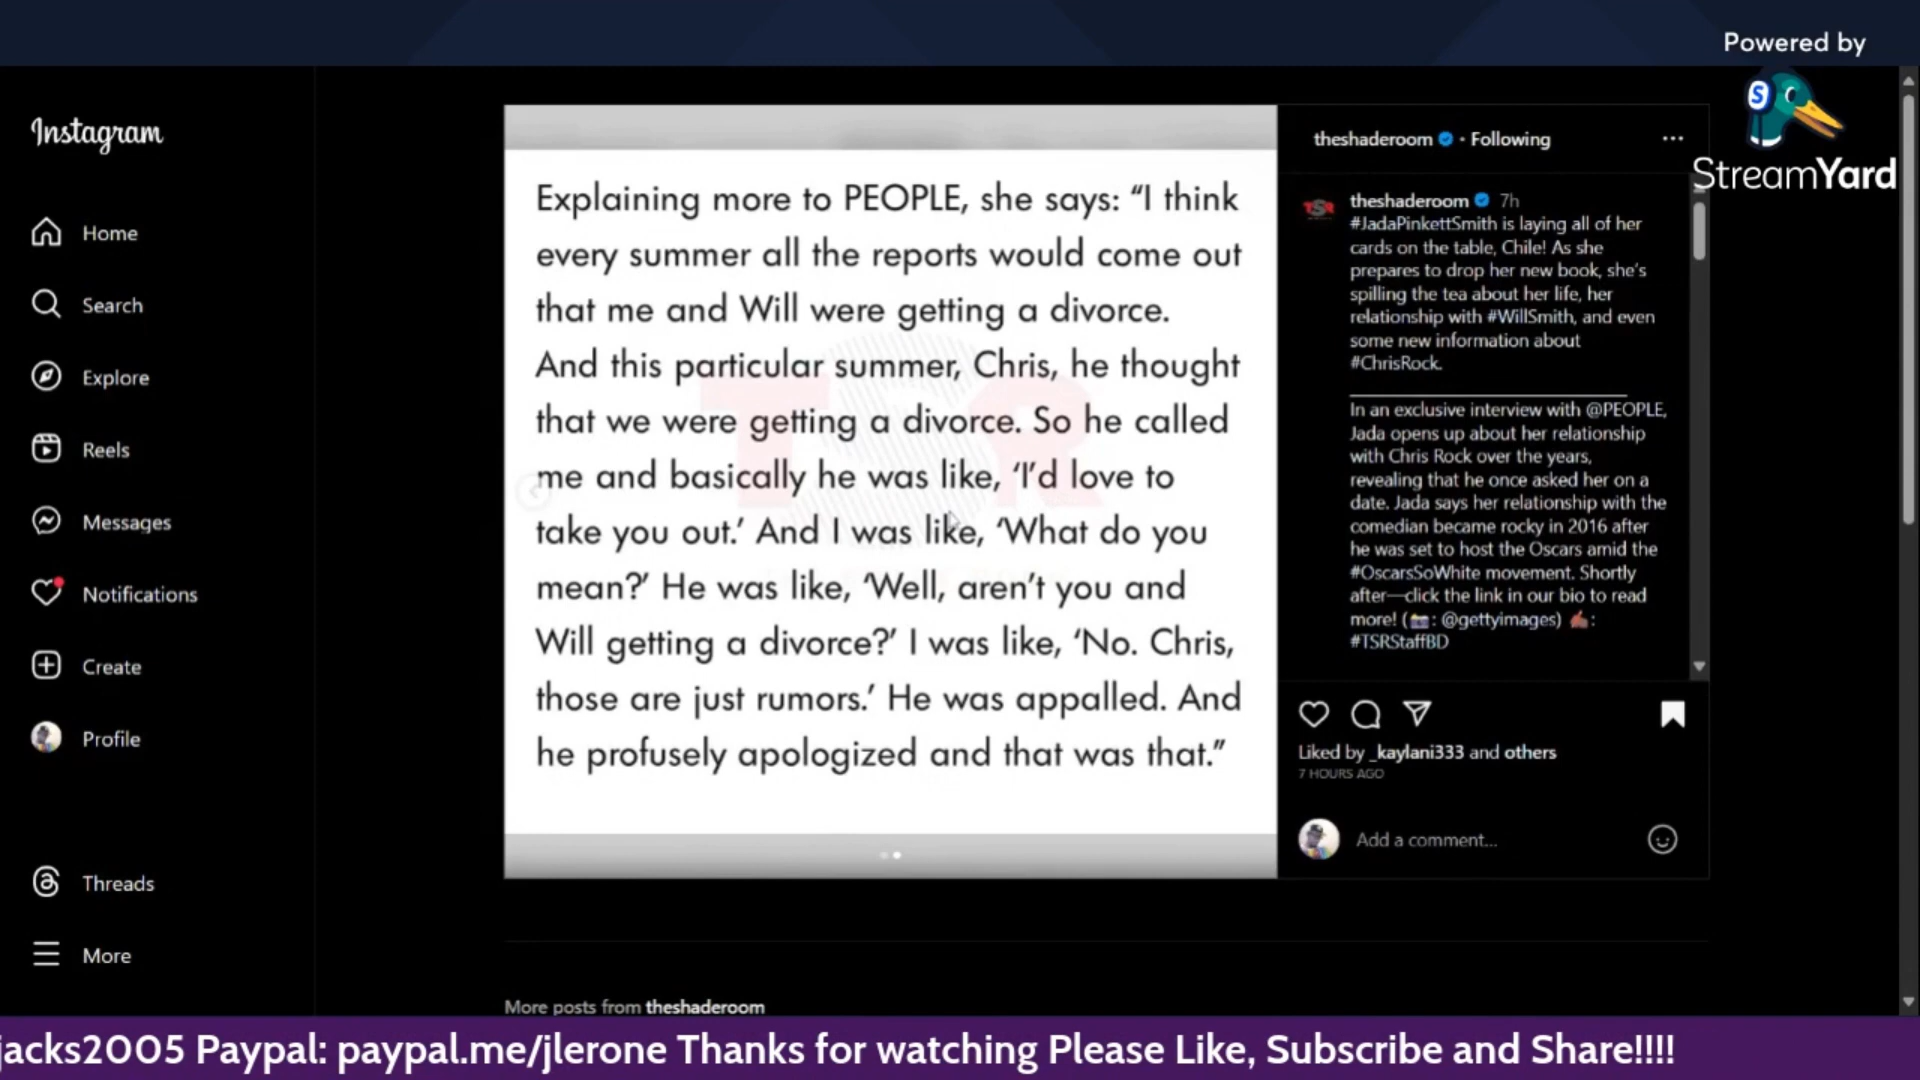 Powered by
StreamYard
Instagram
Home
Search
Explore
Reels
Messages
Notifications
Create
Profile
Threads
More
Explaining more to PEOPLE, she says: “I think
every summer all the reports would come out
that me and Will were getting a divorce.
And this particular summer, Chris, he thought
that we were getting a divorce. So he called
me and basically he was like, ‘I’d love to
take you out.’ And I was like, ‘What do you
mean?’ He was like, ‘Well, aren’t you and
Will getting a divorce?’ I was like, ‘No. Chris,
those are just rumors.’ He was appalled. And
he profusely apologized and that was that.”
TSR
theshaderoom • Following
TSR
theshaderoom 7h
#JadaPinkettSmith is laying all of her
cards on the table, Chile! As she
prepares to drop her new book, she’s
spilling the tea about her life, her
relationship with #WillSmith, and even
some new information about
#ChrisRock.
In an exclusive interview with @PEOPLE,
Jada opens up about her relationship
with Chris Rock over the years,
revealing that he once asked her on a
date. Jada says her relationship with the
comedian became rocky in 2016 after
he was set to host the Oscars amid the
#OscarsSoWhite movement. Shortly
after—click the link in our bio to read
more! (📸: @gettyimages) ✍🏾:
#TSRStaffBD
Liked by _kaylani333 and others
7 HOURS AGO
Add a comment...
More posts from theshaderoom
jacks2005 Paypal: paypal.me/jlerone Thanks for watching Please Like, Subscribe and Share!!!!